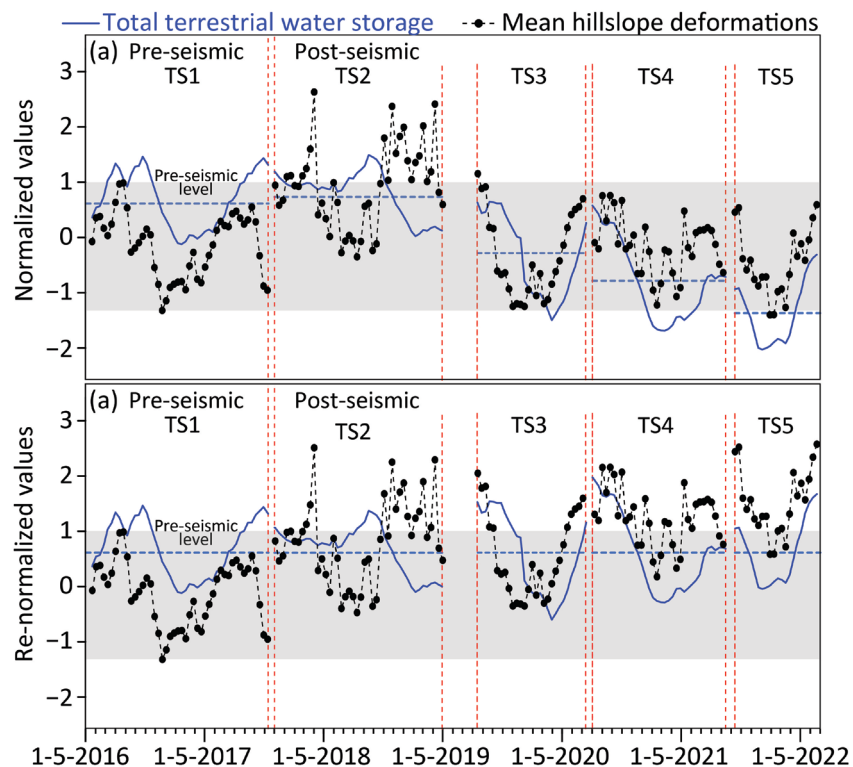 Total terrestrial water storage
Mean hillslope deformations
(a) Pre-seismic
TS1
Post-seismic
TS2
TS3
TS4
TS5
Pre-seismic
level
Normalized values
3
2
1
0
−1
−2
(a) Pre-seismic
TS1
Post-seismic
TS2
TS3
TS4
TS5
Pre-seismic
level
Re-normalized values
3
2
1
0
−1
−2
1-5-2016
1-5-2017
1-5-2018
1-5-2019
1-5-2020
1-5-2021
1-5-2022